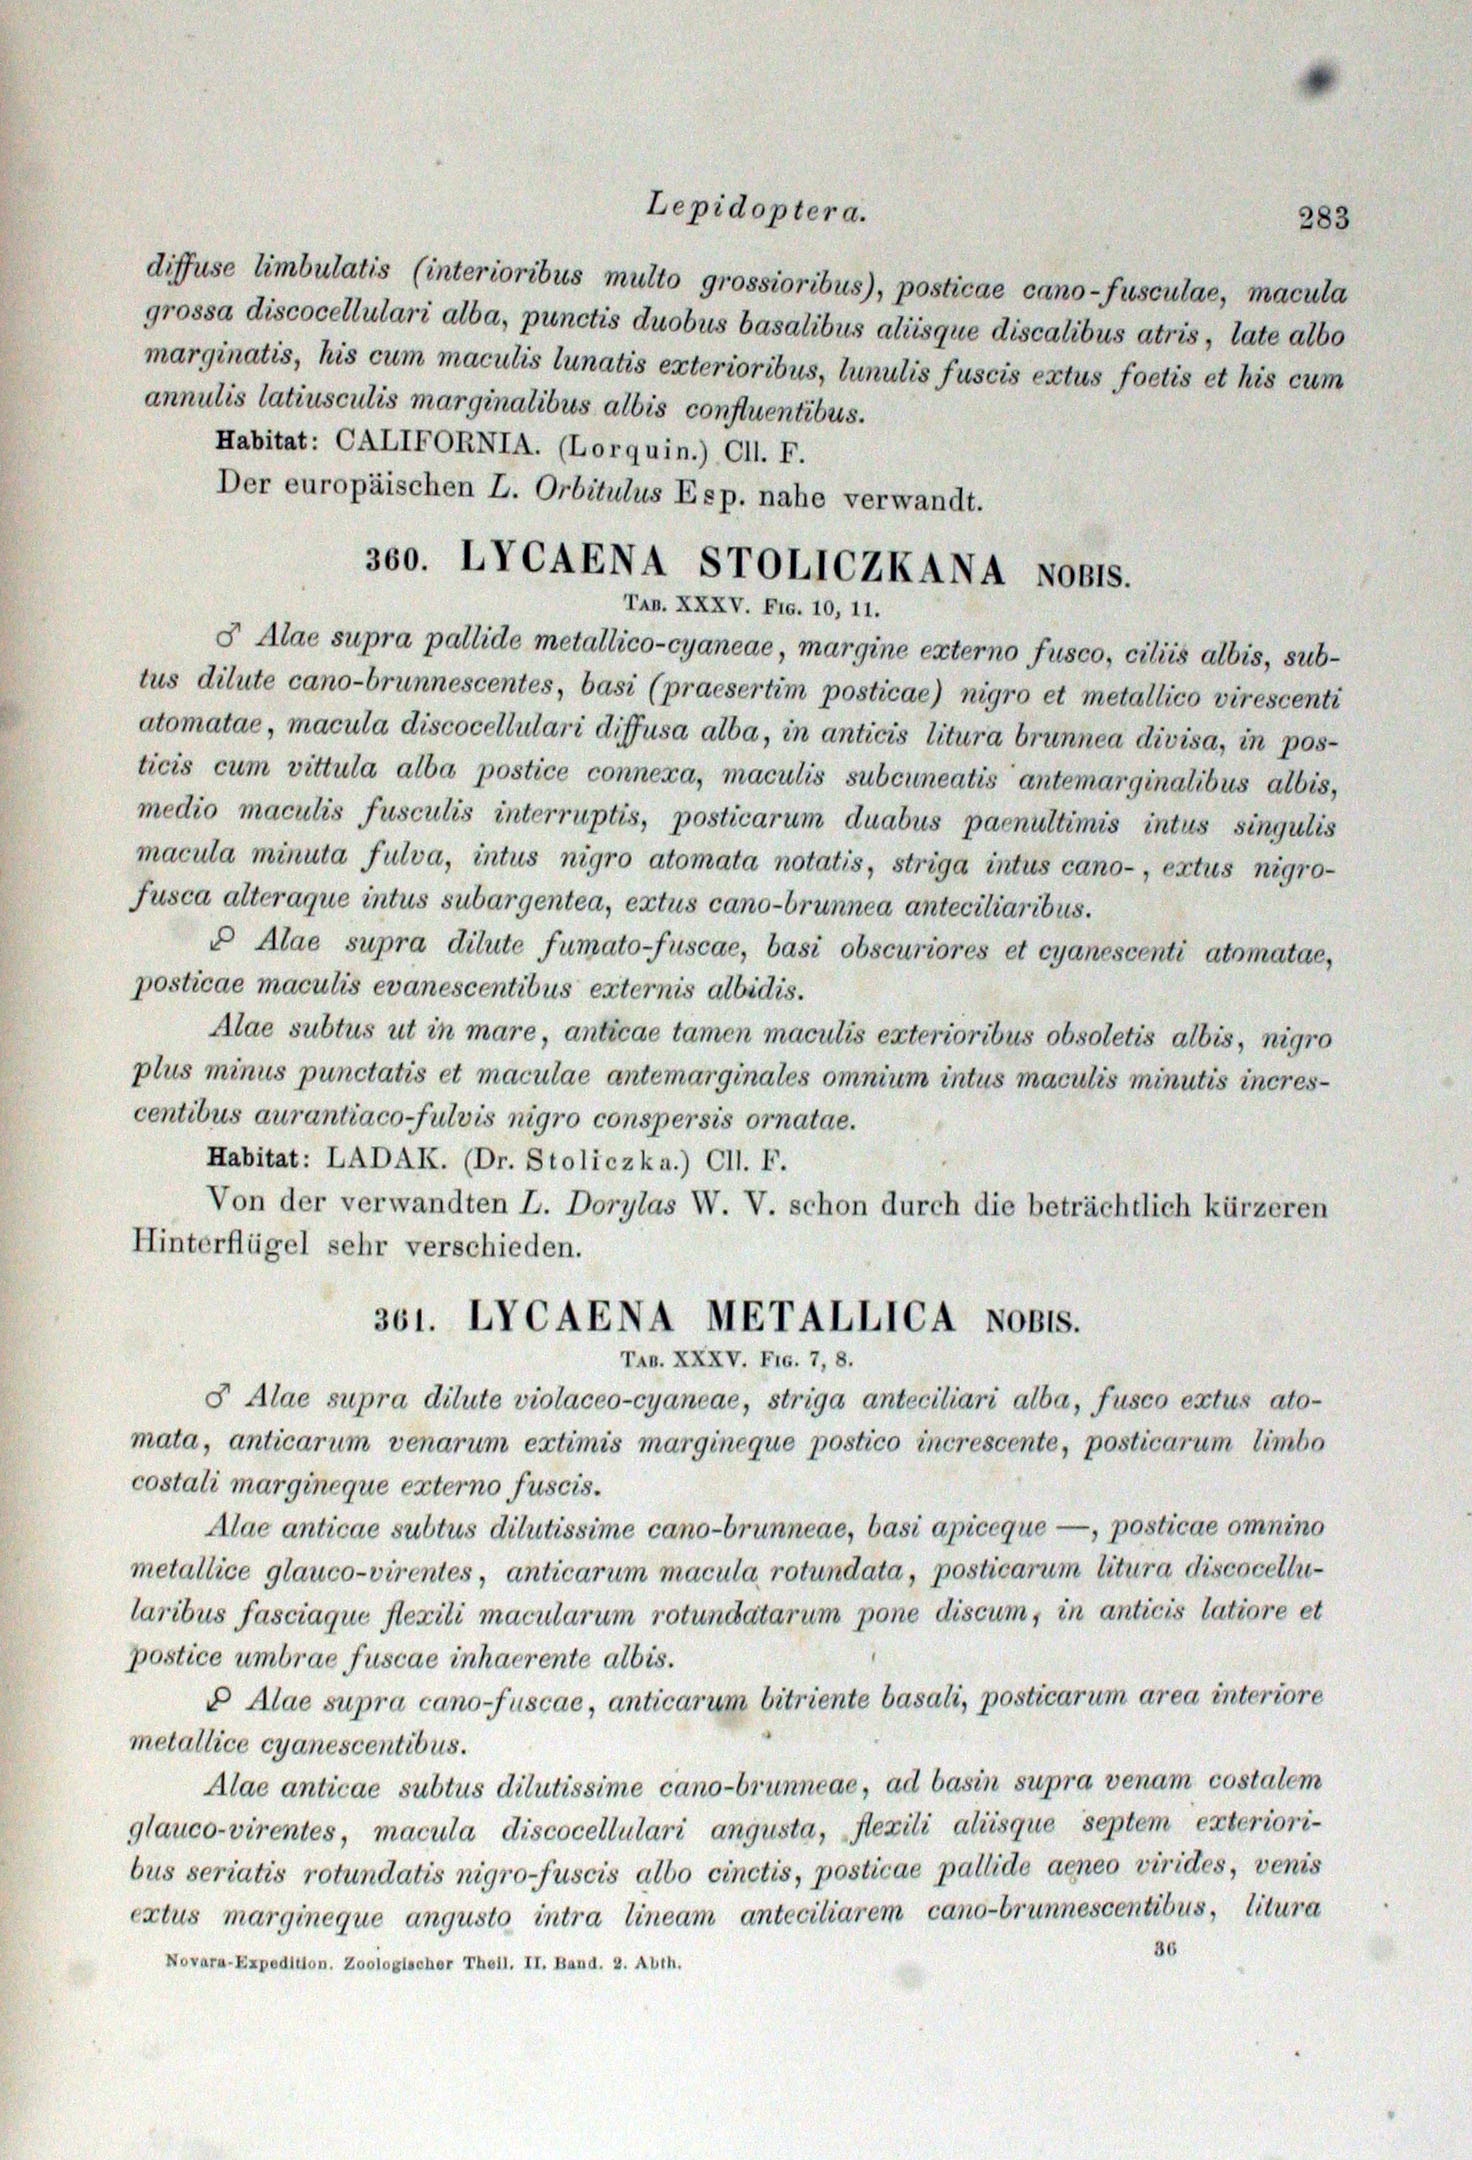 Lepidoptera.
283
diffuse limbulatis (interioribus multo grossioribus), posticae cano-fusculae, macula
grossa discocellulari alba, punctis duobus basalibus aliisque discalibus atris, late albo
marginatis, his cum maculis lunatis exterioribus, lunulis fuscis extus foetis et his cum
annulis latiusculis marginalibus albis confluentibus.
Habitat: CALIFORNIA. (Lorquin.) Cll. F.
Der europäischen L. Orbitulus Esp. nahe verwandt.
360. LYCAENA STOLICZKANA NOBIS.
TAB. XXXV. FIG. 10, 11.
♂ Alae supra pallide metallico-cyaneae, margine externo fusco, ciliis albis, sub-
tus dilute cano-brunnescentes, basi (praesertim posticae) nigro et metallico virescenti
atomatae, macula discocellulari diffusa alba, in anticis litura brunnea divisa, in pos-
ticis cum vittula alba postice connexa, maculis subcuneatis antemarginalibus albis,
medio maculis fusculis interruptis, posticarum duabus paenultimis intus singulis
macula minuta fulva, intus nigro atomata notatis, striga intus cano-, extus nigro-
fusca alteraque intus subargentea, extus cano-brunnea anteciliaribus.
♀ Alae supra dilute fumato-fuscae, basi obscuriores et cyanescenti atomatae,
posticae maculis evanescentibus externis albidis.
Alae subtus ut in mare, anticae tamen maculis exterioribus obsoletis albis, nigro
plus minus punctatis et maculae antemarginales omnium intus maculis minutis incres-
centibus aurantiaco-fulvis nigro conspersis ornatae.
Habitat: LADAK. (Dr. Stoliczka.) Cll. F.
Von der verwandten L. Dorylas W. V. schon durch die beträchtlich kürzeren
Hinterflügel sehr verschieden.
361. LYCAENA METALLICA NOBIS.
TAB. XXXV. FIG. 7, 8.
♂ Alae supra dilute violaceo-cyaneae, striga anteciliari alba, fusco extus ato-
mata, anticarum venarum extimis margineque postico increscente, posticarum limbo
costali margineque externo fuscis.
Alae anticae subtus dilutissime cano-brunneae, basi apiceque —, posticae omnino
metallice glauco-virentes, anticarum macula rotundata, posticarum litura discocellu-
laribus fasciaque flexili macularum rotundatarum pone discum, in anticis latiore et
postice umbrae fuscae inhaerente albis.
♀ Alae supra cano-fuscae, anticarum bitriente basali, posticarum area interiore
metallice cyanescentibus.
Alae anticae subtus dilutissime cano-brunneae, ad basin supra venam costalem
glauco-virentes, macula discocellulari angusta, flexili aliisque septem exteriori-
bus seriatis rotundatis nigro-fuscis albo cinctis, posticae pallide aeneo virides, venis
extus margineque angusto intra lineam anteciliarem cano-brunnescentibus, litura
Novara-Expedition. Zoologischer Theil. II. Band. 2. Abth.
36